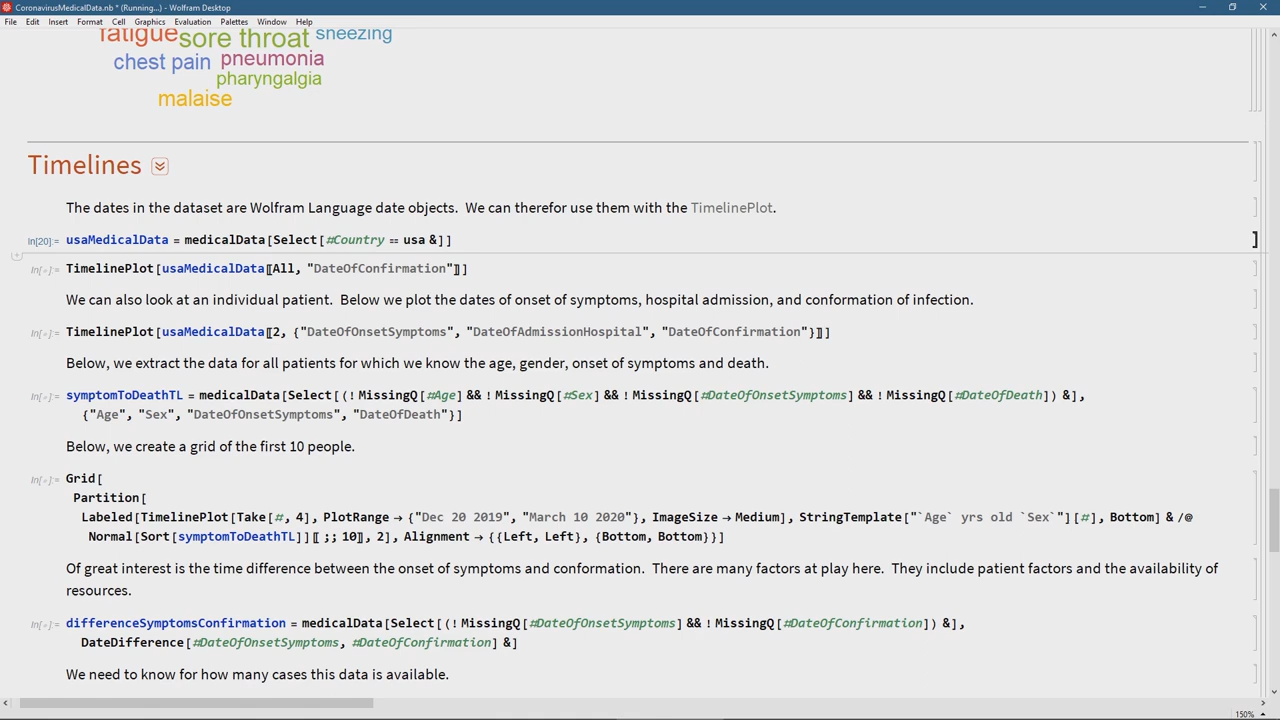 CoronavirusMedicalData.nb * (Running...) - Wolfram Desktop
File Edit Insert Format Cell Graphics Evaluation Palettes Window Help
fatigue sore throat sneezing
chest pain pneumonia
pharyngalgia
malaise
Timelines
The dates in the dataset are Wolfram Language date objects. We can therefor use them with the TimelinePlot.
In[20]:= usaMedicalData = medicalData[Select[#Country == usa &]]
In[•]:= TimelinePlot[usaMedicalData[[All, "DateOfConfirmation"]]]
We can also look at an individual patient. Below we plot the dates of onset of symptoms, hospital admission, and conformation of infection.
In[•]:= TimelinePlot[usaMedicalData[[2, {"DateOfOnsetSymptoms", "DateOfAdmissionHospital", "DateOfConfirmation"}]]]
Below, we extract the data for all patients for which we know the age, gender, onset of symptoms and death.
In[•]:= symptomToDeathTL = medicalData[Select[(! MissingQ[#Age] && ! MissingQ[#Sex] && ! MissingQ[#DateOfOnsetSymptoms] && ! MissingQ[#DateOfDeath]) &],
{"Age", "Sex", "DateOfOnsetSymptoms", "DateOfDeath"}]
Below, we create a grid of the first 10 people.
In[•]:= Grid[
Partition[
Labeled[TimelinePlot[Take[#, 4], PlotRange → {"Dec 20 2019", "March 10 2020"}, ImageSize → Medium], StringTemplate["`Age` yrs old `Sex`"][#], Bottom] & /@
Normal[Sort[symptomToDeathTL]][[ ;; 10]], 2], Alignment → {{Left, Left}, {Bottom, Bottom}}]
Of great interest is the time difference between the onset of symptoms and conformation. There are many factors at play here. They include patient factors and the availability of
resources.
In[•]:= differenceSymptomsConfirmation = medicalData[Select[(! MissingQ[#DateOfOnsetSymptoms] && ! MissingQ[#DateOfConfirmation]) &],
DateDifference[#DateOfOnsetSymptoms, #DateOfConfirmation] &]
We need to know for how many cases this data is available.
150%